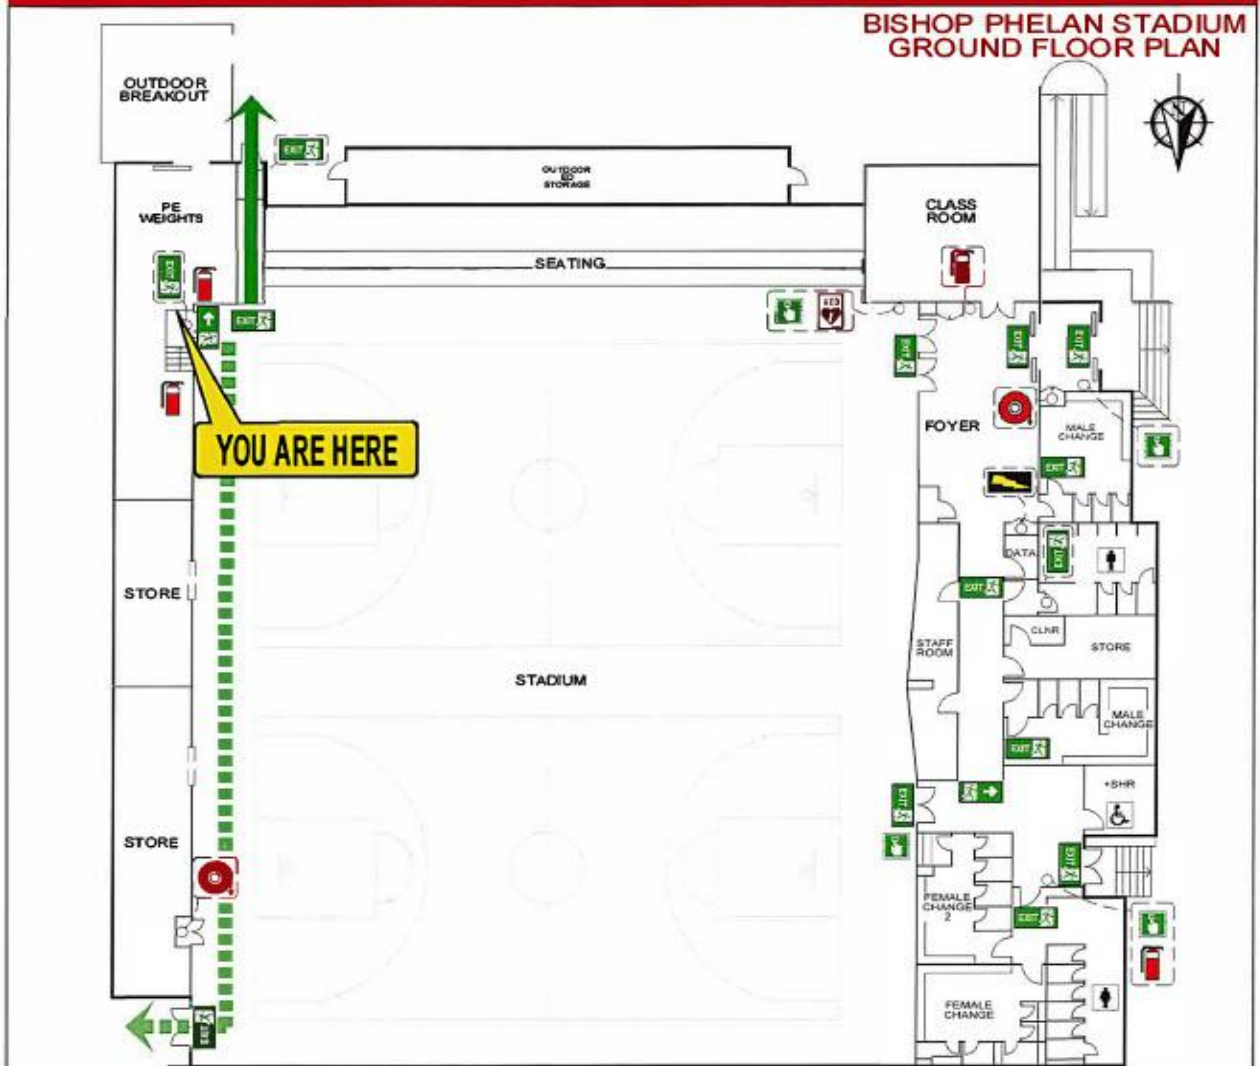 BISHOP PHELAN STADIUM
GROUND FLOOR PLAN
OUTDOOR
BREAKOUT
EXIT
OUTDOOR
ED
STORAGE
N
PE
WEIGHTS
CLASS
ROOM
EXIT
SEATING
EXIT
AED
EXIT
EXIT
EXIT
YOU ARE HERE
FOYER
MALE
CHANGE
EXIT
DATA
EXIT
EXIT
STORE
CLNR
STORE
STAFF
ROOM
STADIUM
MALE
CHANGE
EXIT
+SHR
EXIT
STORE
EXIT
FEMALE
CHANGE
2
EXIT
FEMALE
CHANGE
EXIT